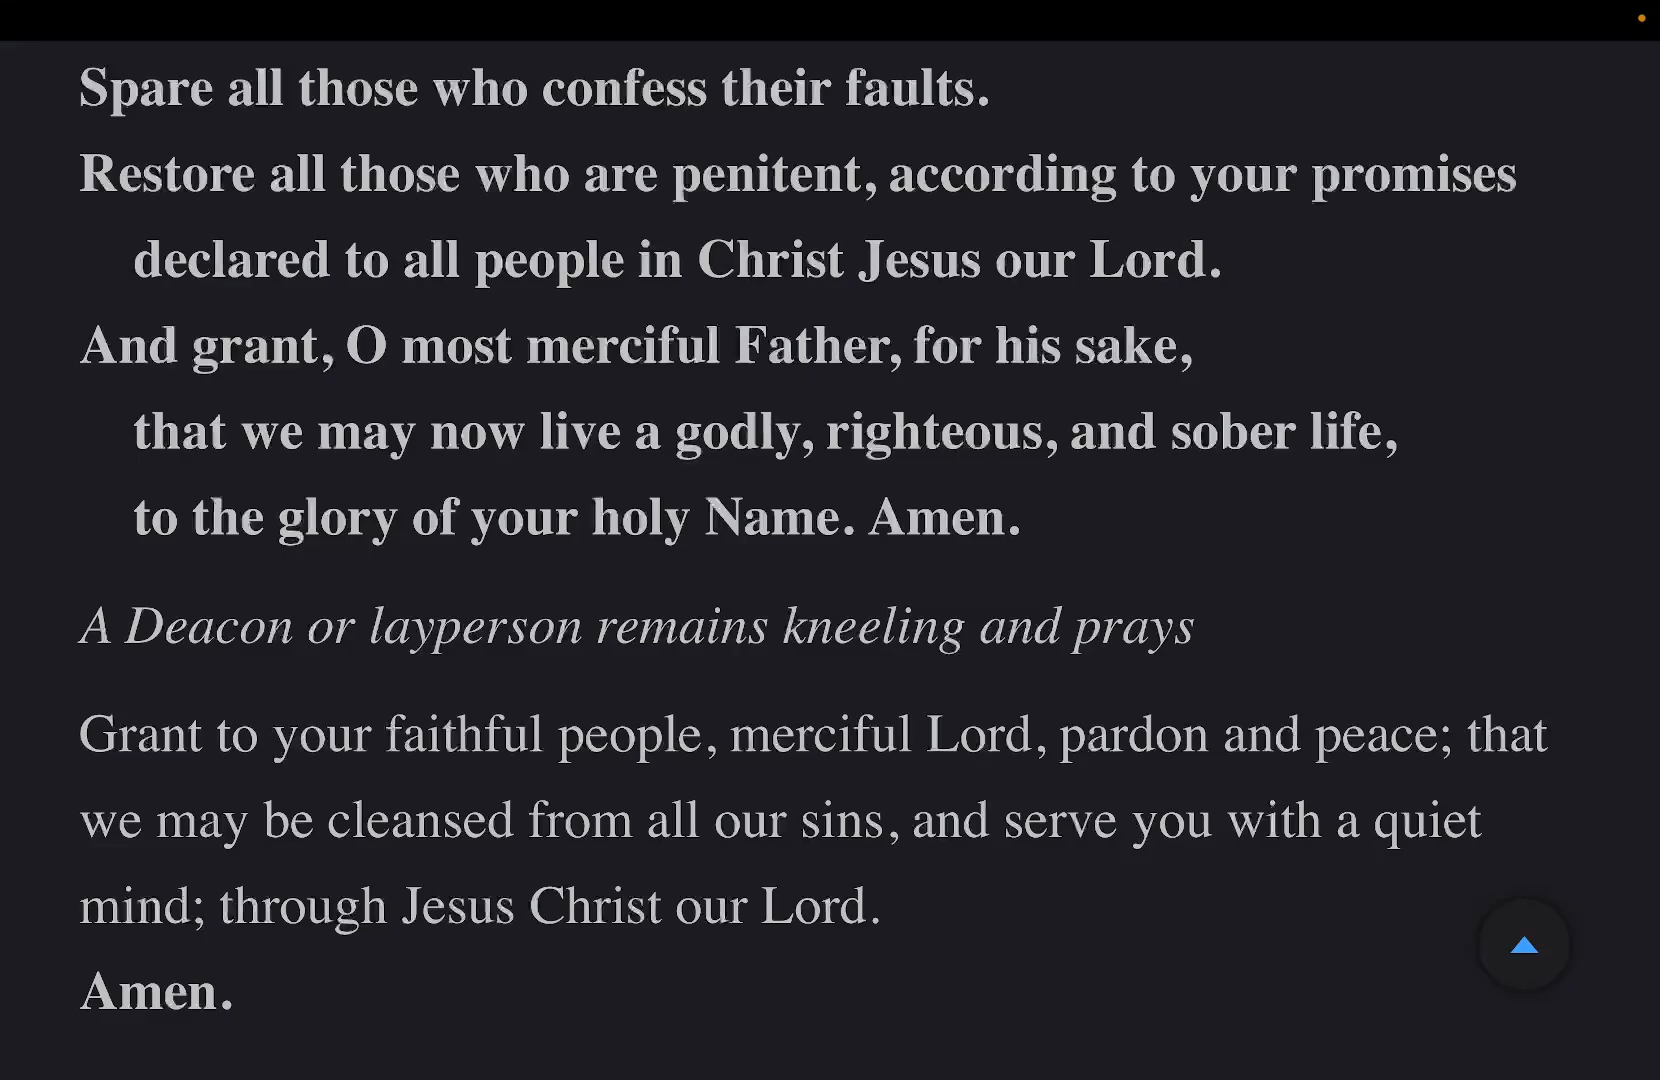 Spare all those who confess their faults.
Restore all those who are penitent, according to your promises
declared to all people in Christ Jesus our Lord.
And grant, O most merciful Father, for his sake,
that we may now live a godly, righteous, and sober life,
to the glory of your holy Name. Amen.
A Deacon or layperson remains kneeling and prays
Grant to your faithful people, merciful Lord, pardon and peace; that
we may be cleansed from all our sins, and serve you with a quiet
mind; through Jesus Christ our Lord.
Amen.